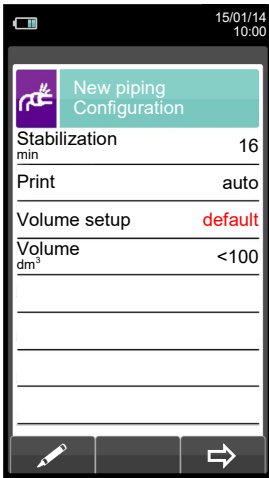 15/01/14
10:00
New piping
Configuration
Stabilization
min
16
Print
auto
Volume setup
default
Volume
dm³
<100